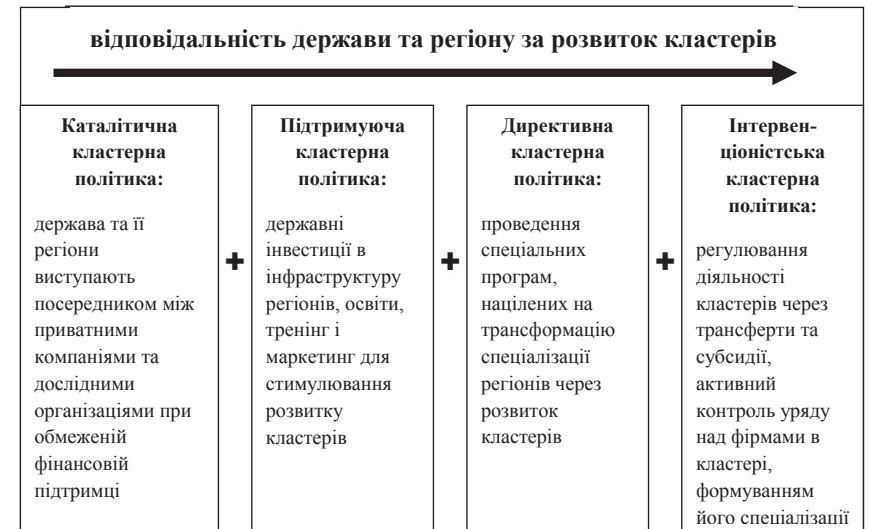 відповідальність держави та регіону за розвиток кластерів
Каталітична
кластерна
політика:
держава та її
регіони
виступають
посередником між
приватними
компаніями та
дослідними
організаціями при
обмеженій
фінансовій
підтримці
+
Підтримуюча
кластерна
політика:
державні
інвестиції в
інфраструктуру
регіонів, освіти,
тренінг і
маркетинг для
стимулювання
розвитку
кластерів
+
Директивна
кластерна
політика:
проведення
спеціальних
програм,
націлених на
трансформацію
спеціалізації
регіонів через
розвиток
кластерів
+
Інтервен-
ціоністська
кластерна
політика:
регулювання
діяльності
кластерів через
трансферти та
субсидії,
активний
контроль уряду
над фірмами в
кластері,
формуванням
його спеціалізації